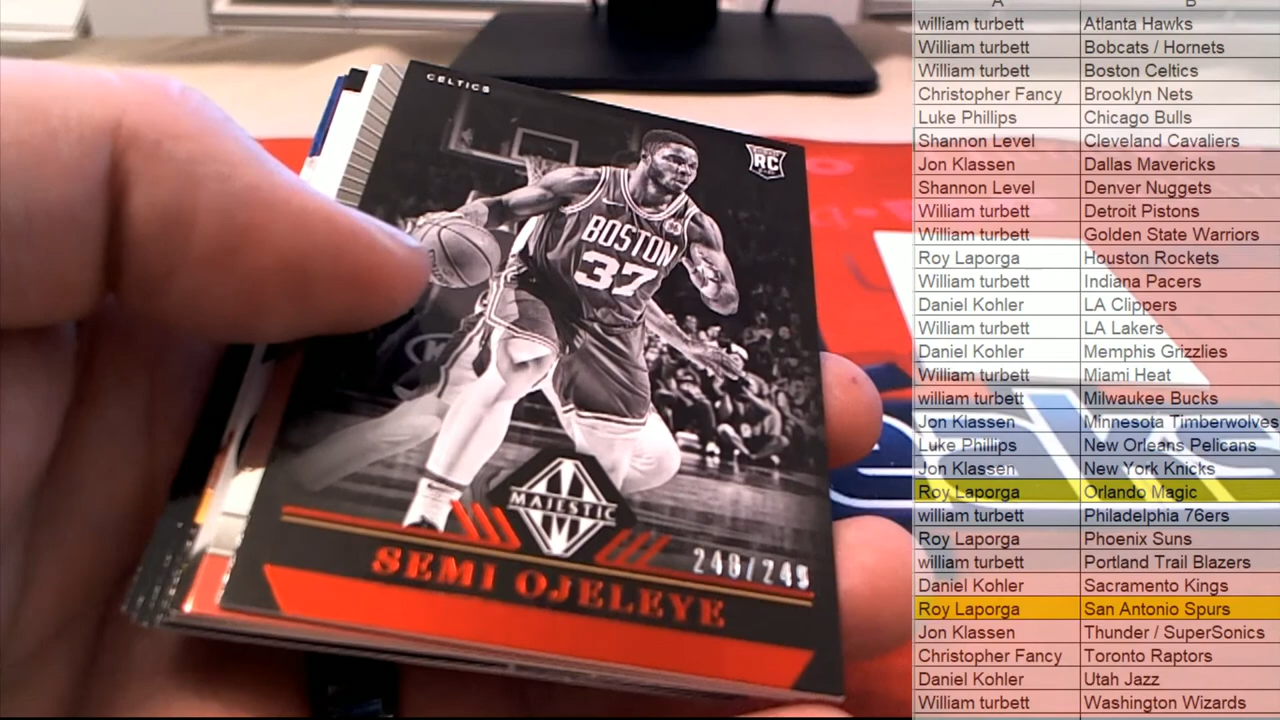 CELTICS
RC
BOSTON
37
MAJESTIC
248/249
SEMI OJELEYE
A B
william turbett Atlanta Hawks
William turbett Bobcats / Hornets
William turbett Boston Celtics
Christopher Fancy Brooklyn Nets
Luke Phillips Chicago Bulls
Shannon Level Cleveland Cavaliers
Jon Klassen Dallas Mavericks
Shannon Level Denver Nuggets
William turbett Detroit Pistons
William turbett Golden State Warriors
Roy Laporga Houston Rockets
William turbett Indiana Pacers
Daniel Kohler LA Clippers
William turbett LA Lakers
Daniel Kohler Memphis Grizzlies
William turbett Miami Heat
william turbett Milwaukee Bucks
Jon Klassen Minnesota Timberwolves
Luke Phillips New Orleans Pelicans
Jon Klassen New York Knicks
Roy Laporga Orlando Magic
william turbett Philadelphia 76ers
Roy Laporga Phoenix Suns
william turbett Portland Trail Blazers
Daniel Kohler Sacramento Kings
Roy Laporga San Antonio Spurs
Jon Klassen Thunder / SuperSonics
Christopher Fancy Toronto Raptors
Daniel Kohler Utah Jazz
William turbett Washington Wizards